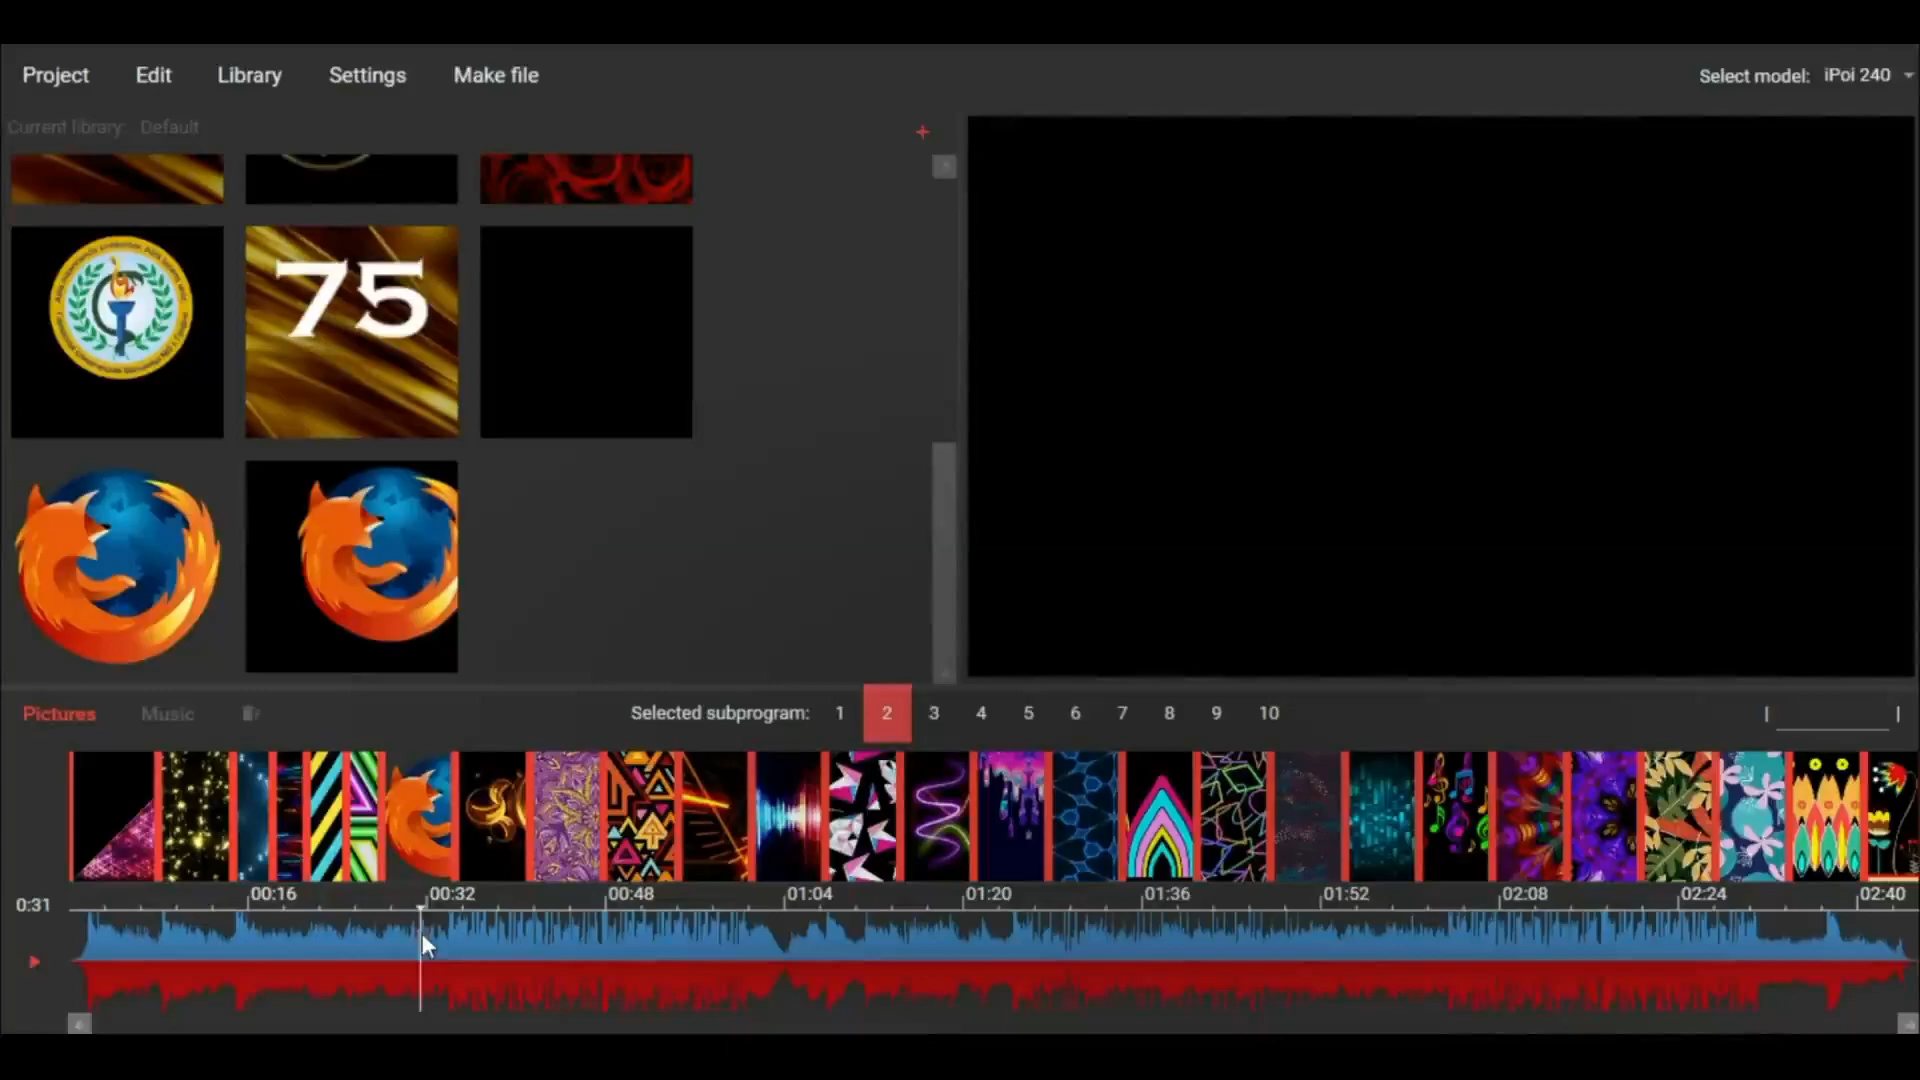 Project Edit Library Settings Make file
Select model: iPoi 240
Current library: Default
75
Pictures Music
Selected subprogram: 1 2 3 4 5 6 7 8 9 10
00:16 00:32 00:48 01:04 01:20 01:36 01:52 02:08 02:24 02:40
0:31